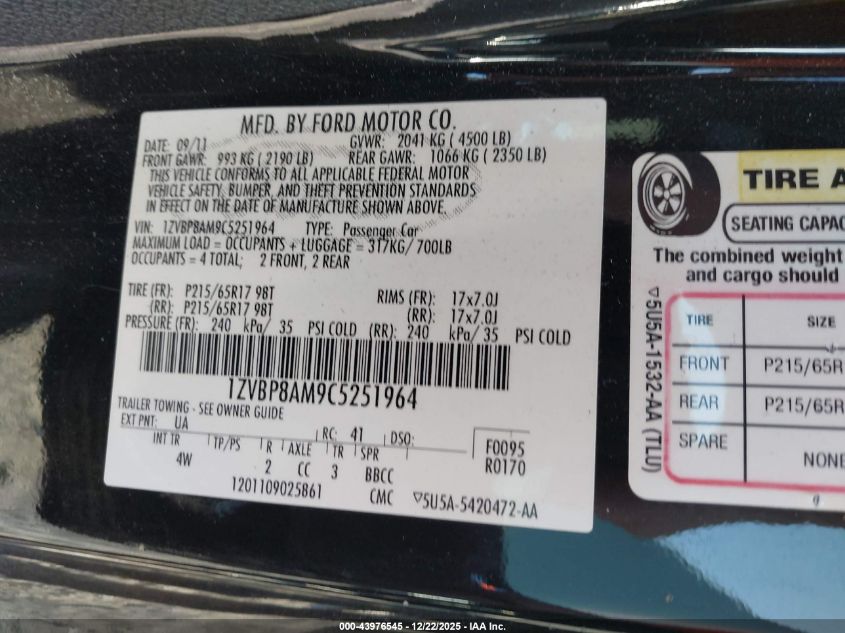 MFD. BY FORD MOTOR CO.
DATE: 09/11 GVWR: 2041 KG ( 4500 LB)
FRONT GAWR: 993 KG ( 2190 LB) REAR GAWR: 1066 KG ( 2350 LB)
THIS VEHICLE CONFORMS TO ALL APPLICABLE FEDERAL MOTOR
VEHICLE SAFETY, BUMPER, AND THEFT PREVENTION STANDARDS
IN EFFECT ON THE DATE OF MANUFACTURE SHOWN ABOVE.
VIN: 1ZVBP8AM9C5251964 TYPE: Passenger Car
MAXIMUM LOAD = OCCUPANTS + LUGGAGE = 317KG/ 700LB
OCCUPANTS = 4 TOTAL; 2 FRONT, 2 REAR
TIRE (FR): P215/65R17 98T RIMS (FR): 17x7.0J
(RR): P215/65R17 98T (RR): 17x7.0J
PRESSURE (FR): 240 kPa/ 35 PSI COLD (RR): 240 kPa/ 35 PSI COLD
1ZVBP8AM9C5251964
TRAILER TOWING - SEE OWNER GUIDE
EXT PNT: UA RC: 41 DSO: F0095
INT TR TP/PS R AXLE TR SPR R0170
4W 2 CC 3 BBCC
1201109025861 CMC ▽5U5A-5420472-AA
TIRE A
SEATING CAPAC
The combined weight
and cargo should
TIRE SIZE
FRONT P215/65R
REAR P215/65R
SPARE NONE
▽5U5A-1532-AA (TLU)
000-43976545 - 12/22/2025 - IAA Inc.